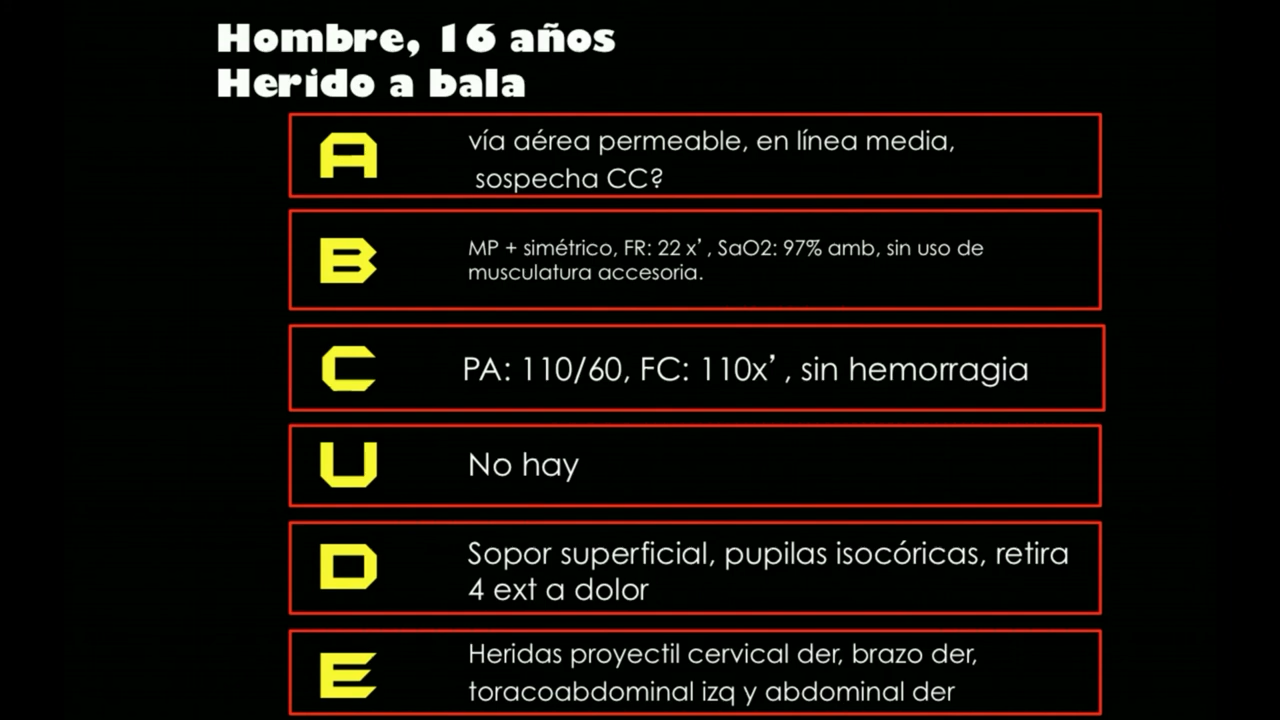 Hombre, 16 años
Herido a bala
A
vía aérea permeable, en línea media,
sospecha CC?
B
MP + simétrico, FR: 22 x’, SaO2: 97% amb, sin uso de
musculatura accesoria.
C
PA: 110/60, FC: 110x’, sin hemorragia
U
No hay
D
Sopor superficial, pupilas isocóricas, retira
4 ext a dolor
E
Heridas proyectil cervical der, brazo der,
toracoabdominal izq y abdominal der